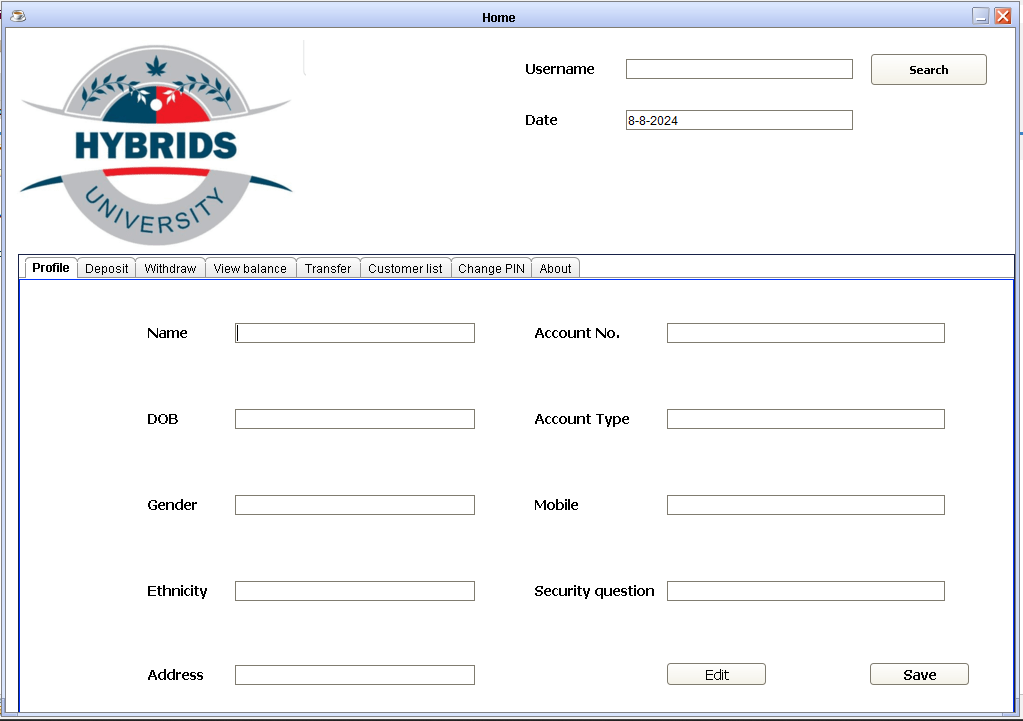 Home
HYBRIDS
UNIVERSITY
Username
Search
Date 8-8-2024
Profile Deposit Withdraw View balance Transfer Customer list Change PIN About
Name Account No.
DOB Account Type
Gender Mobile
Ethnicity Security question
Address Edit Save